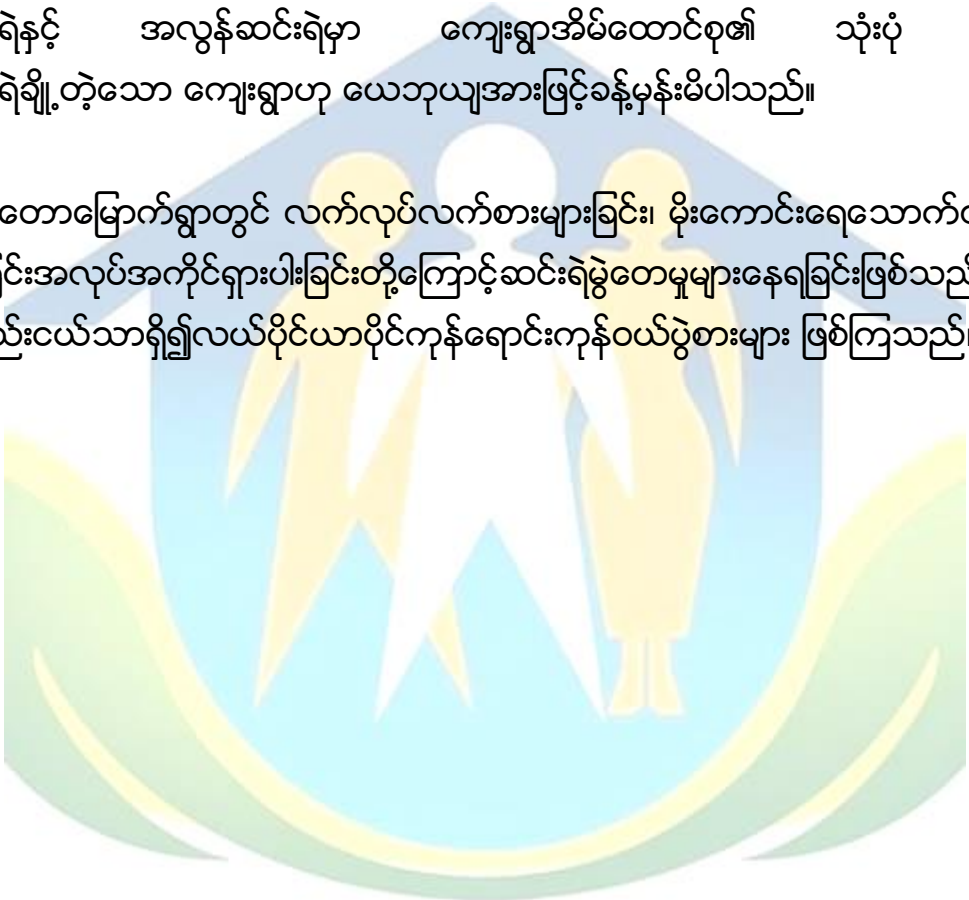 ရဲနှင့် အလွန်ဆင်းရဲမှာ ကျေးရွာအိမ်ထောင်စု၏ သုံးပုံ
ရဲချို့တဲ့သော ကျေးရွာဟု ယေဘုယျအားဖြင့်ခန့်မှန်းမိပါသည်။
တောမြောက်ရွာတွင် လက်လုပ်လက်စားများခြင်း၊ မိုးကောင်းရေသောက်
င်းအလုပ်အကိုင်ရှားပါးခြင်းတို့ကြောင့်ဆင်းရဲမွဲတေမှုများနေရခြင်းဖြစ်သည်
ည်းငယ်သာရှိ၍လယ်ပိုင်ယာပိုင်ကုန်ရောင်းကုန်ဝယ်ပွဲစားများ ဖြစ်ကြသည်၊